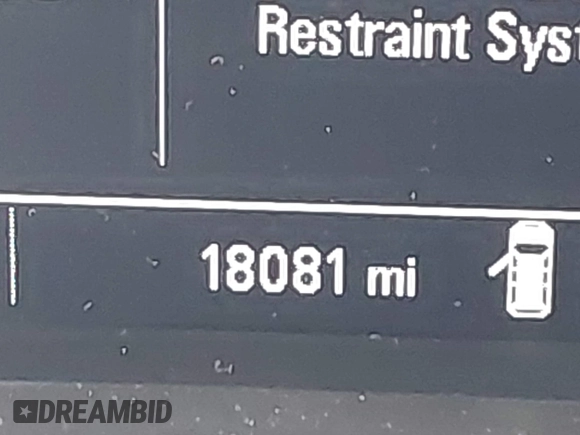 Restraint Syst
18081 mi
DREAMBID